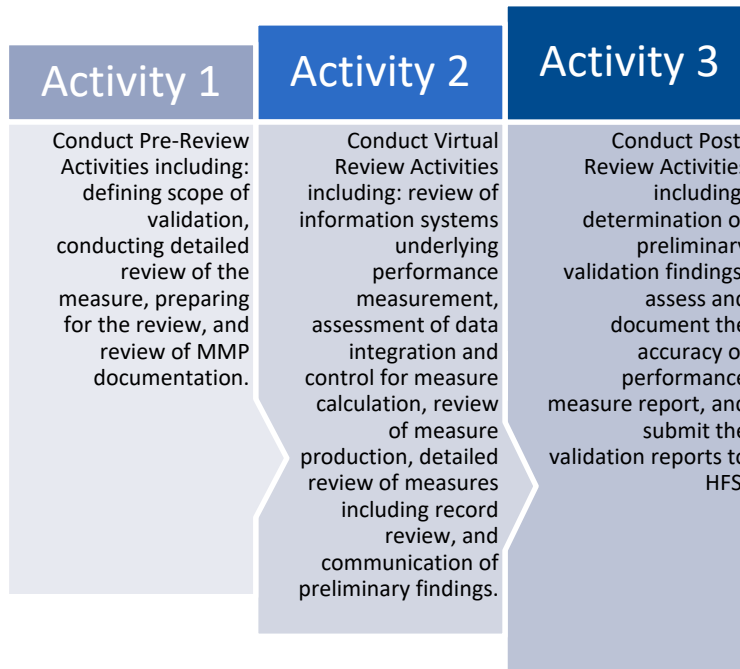 Activity 1
Conduct Pre-Review
Activities including:
defining scope of
validation,
conducting detailed
review of the
measure, preparing
for the review, and
review of MMP
documentation.
Activity 2
Conduct Virtual
Review Activities
including: review of
information systems
underlying
performance
measurement,
assessment of data
integration and
control for measure
calculation, review
of measure
production, detailed
review of measures
including record
review, and
communication of
preliminary findings.
Activity 3
Conduct Post
Review Activities
including
determination o
preliminary
validation findings
assess and
document the
accuracy o
performance
measure report, and
submit the
validation reports to
HFS